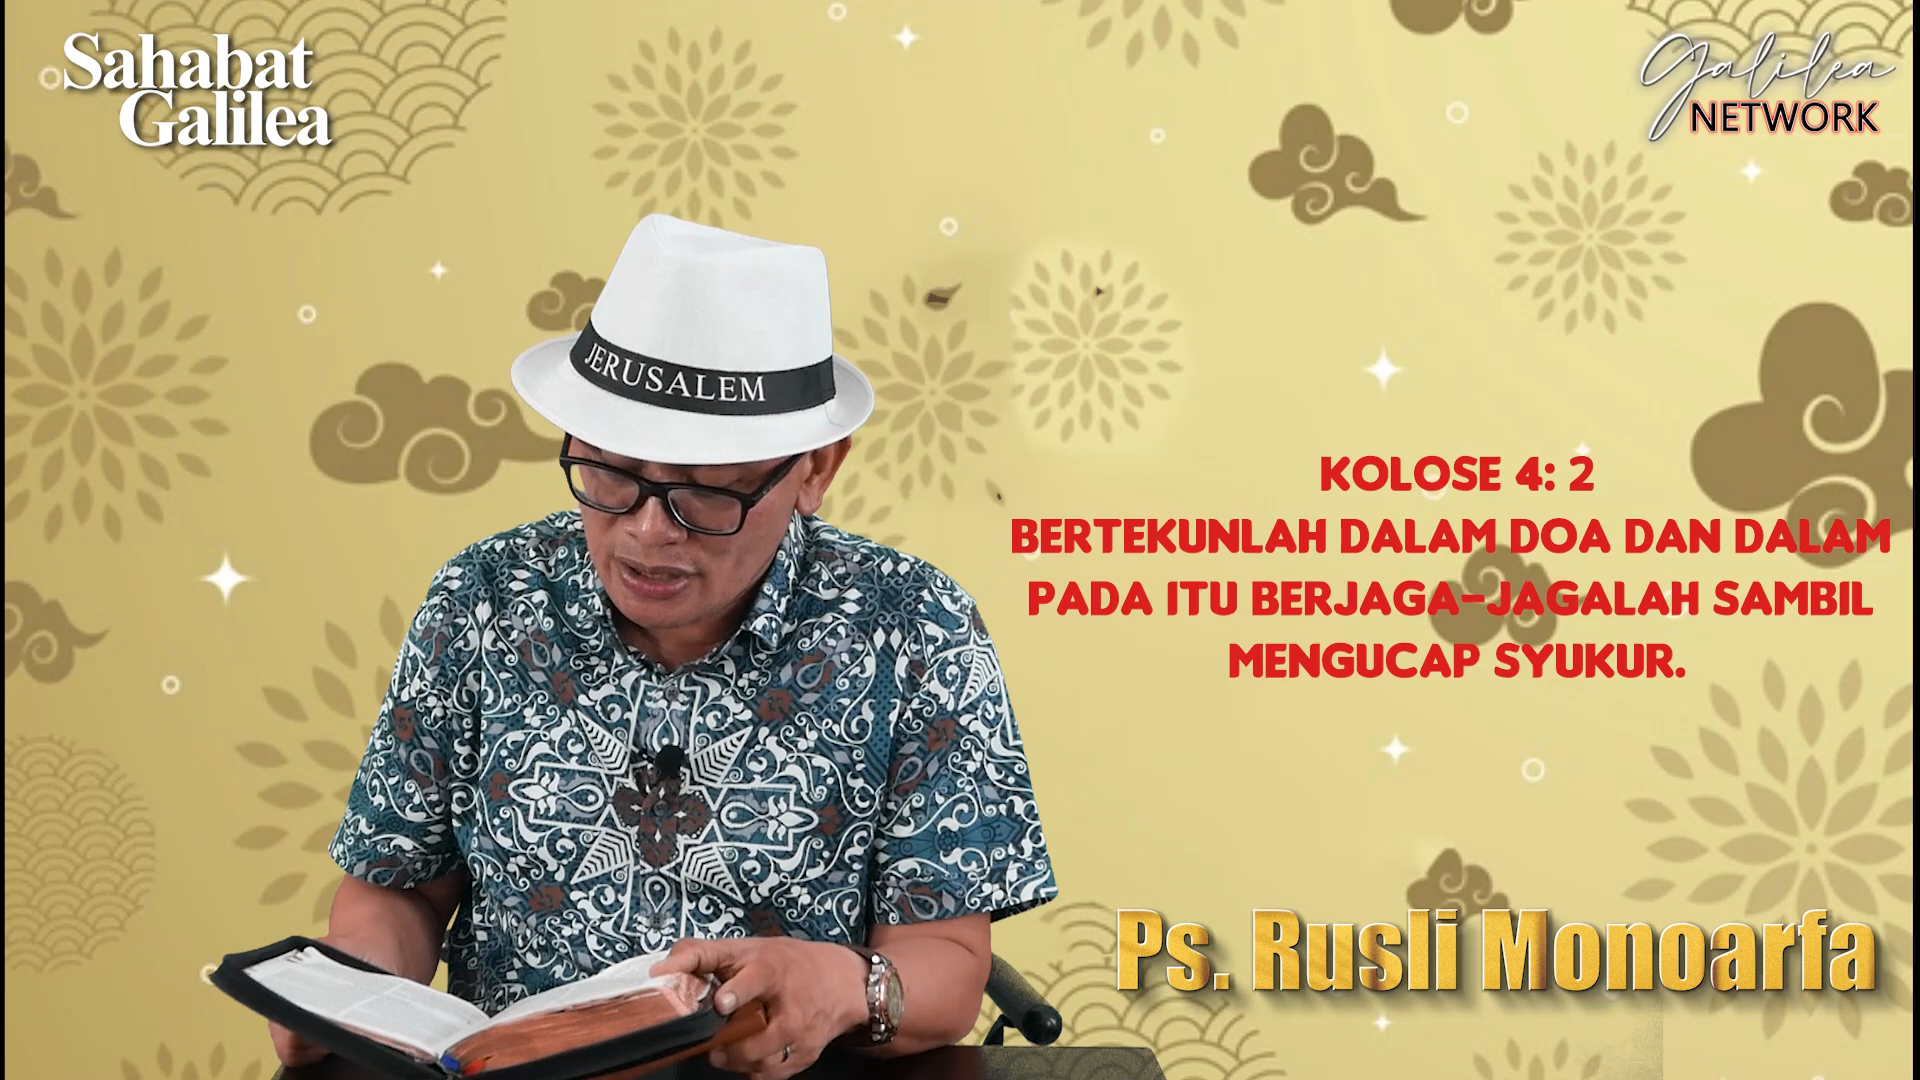 Sahabat
Galilea
Galilea
NETWORK
JERUSALEM
KOLOSE 4: 2
BERTEKUNLAH DALAM DOA DAN DALAM
PADA ITU BERJAGA-JAGALAH SAMBIL
MENGUCAP SYUKUR.
Ps. Rusli Monoarfa